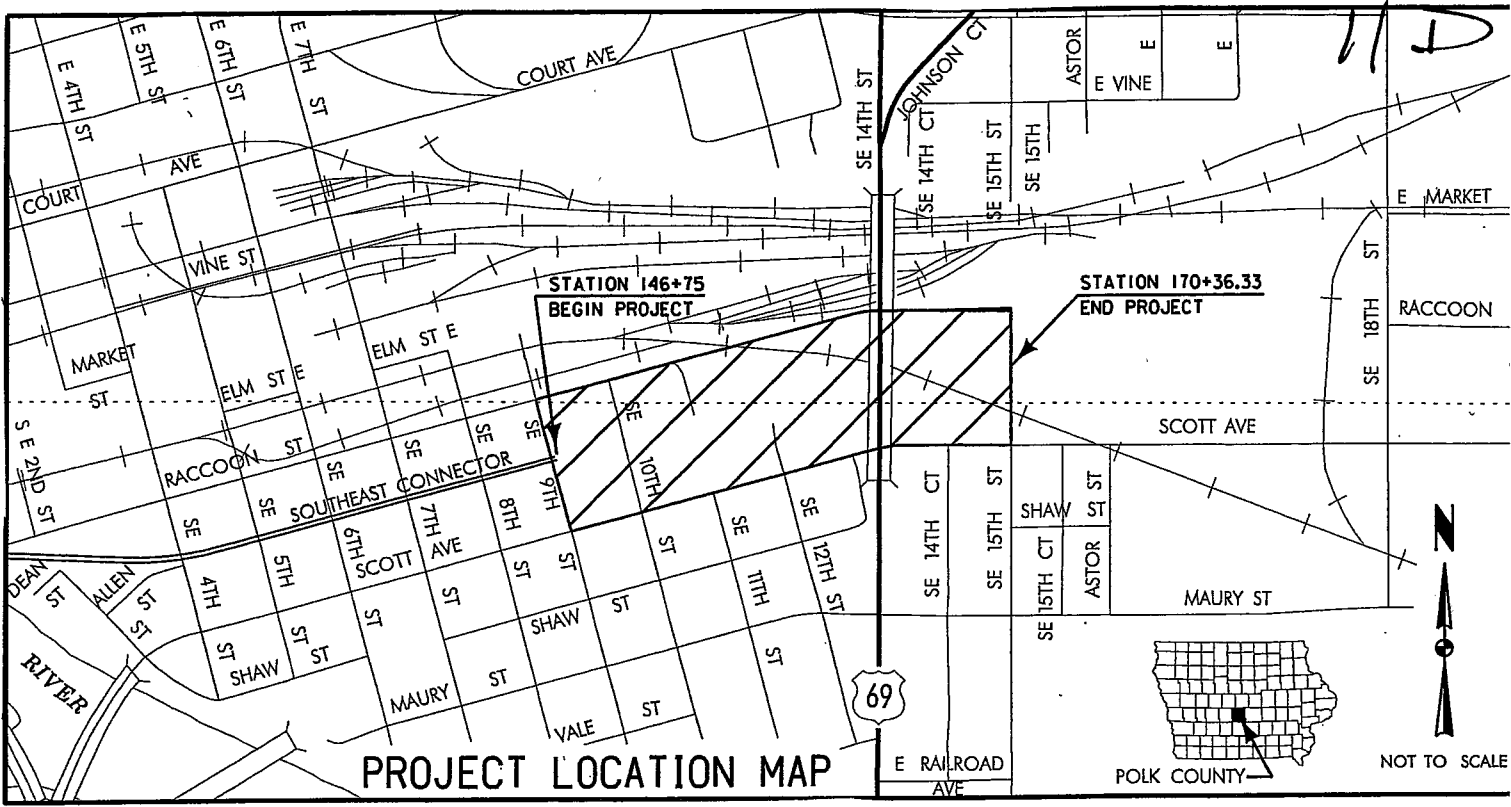 11 D
E 4TH ST
E 5TH ST
E 6TH ST
E 7TH ST
COURT AVE
SE 14TH ST
JOHNSON CT
ASTOR
E
E
E VINE
SE 14TH CT
SE 15TH ST
SE 15TH
COURT AVE
E MARKET
VINE ST
STATION 146+75
BEGIN PROJECT
STATION 170+36.33
END PROJECT
SE 18TH ST
RACCOON
MARKET ST
ELM ST E
ELM ST E
S E 2ND ST
RACCOON ST
SOUTHEAST CONNECTOR
SCOTT AVE
SE 4TH ST
SE 5TH ST
SE 6TH ST
SE 7TH ST
SE 8TH ST
SE 9TH ST
SE 10TH ST
SE 11TH ST
SE 12TH ST
SCOTT AVE
SE 14TH CT
SE 15TH ST
SHAW ST
SE 15TH CT
ASTOR ST
DEAN ST
ALLEN ST
SHAW ST
SHAW ST
MAURY ST
MAURY ST
VALE ST
RIVER
69
E RAILROAD
AVE
N
POLK COUNTY
NOT TO SCALE
PROJECT LOCATION MAP